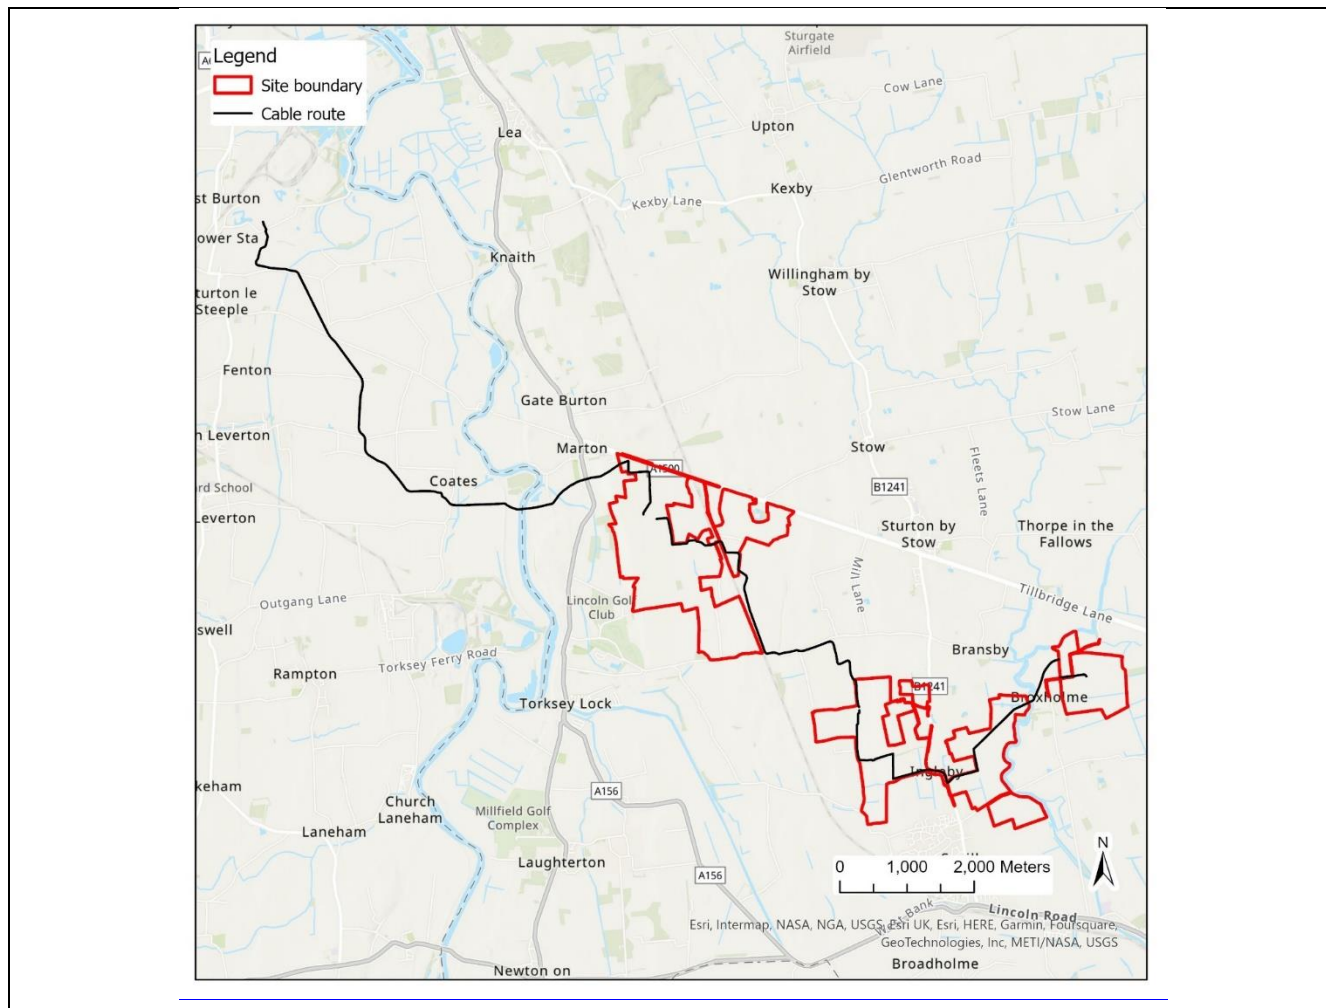 Legend
Site boundary
Cable route
Sturgate
Airfield
Cow Lane
Lea
Upton
Glentworth Road
Kexby
Kexby Lane
st Burton
ower Sta
Knaith
Willingham by
Stow
turton le
Steeple
Fenton
Gate Burton
Stow Lane
n Leverton
Marton
A1500
Stow
Fleets Lane
Coates
B1241
rd School
Leverton
Sturton by
Stow
Thorpe in the
Fallows
Mill Lane
Tillbridge Lane
Outgang Lane
Lincoln Gol
Club
swell
Bransby
Torksey Ferry Road
Rampton
B1241
Broxholme
Torksey Lock
Ingleby
keham
A156
Church
Laneham
Millfield Golf
Complex
Laneham
N
Laughterton
0 1,000 2,000 Meters
A156
Lincoln Road
Esri, Intermap, NASA, NGA, USGS, Esri UK, Esri, HERE, Garmin, Foursquare,
GeoTechnologies, Inc, METI/NASA, USGS
Broadholme
Newton on